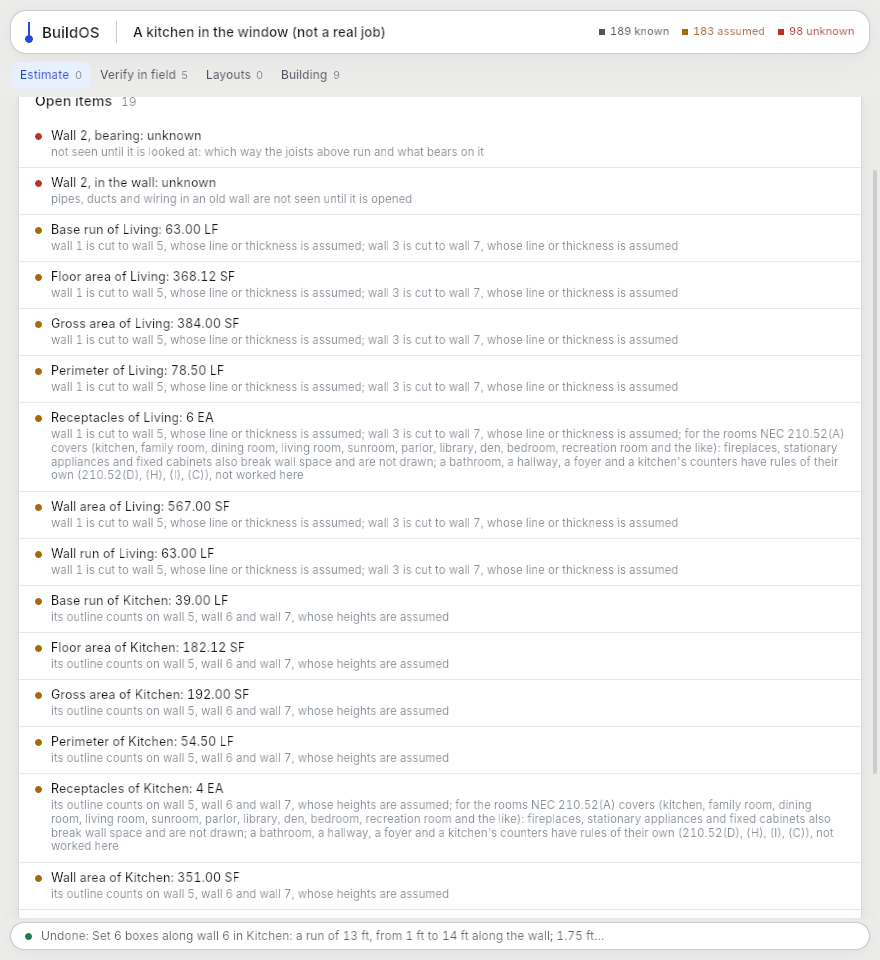 BuildOS
A kitchen in the window (not a real job)
189 known 183 assumed 98 unknown
Estimate 0 Verify in field 5 Layouts 0 Building 9
Open items 19
Wall 2, bearing: unknown
not seen until it is looked at: which way the joists above run and what bears on it
Wall 2, in the wall: unknown
pipes, ducts and wiring in an old wall are not seen until it is opened
Base run of Living: 63.00 LF
wall 1 is cut to wall 5, whose line or thickness is assumed; wall 3 is cut to wall 7, whose line or thickness is assumed
Floor area of Living: 368.12 SF
wall 1 is cut to wall 5, whose line or thickness is assumed; wall 3 is cut to wall 7, whose line or thickness is assumed
Gross area of Living: 384.00 SF
wall 1 is cut to wall 5, whose line or thickness is assumed; wall 3 is cut to wall 7, whose line or thickness is assumed
Perimeter of Living: 78.50 LF
wall 1 is cut to wall 5, whose line or thickness is assumed; wall 3 is cut to wall 7, whose line or thickness is assumed
Receptacles of Living: 6 EA
wall 1 is cut to wall 5, whose line or thickness is assumed; wall 3 is cut to wall 7, whose line or thickness is assumed; for the rooms NEC 210.52(A)
covers (kitchen, family room, dining room, living room, sunroom, parlor, library, den, bedroom, recreation room and the like): fireplaces, stationary
appliances and fixed cabinets also break wall space and are not drawn; a bathroom, a hallway, a foyer and a kitchen's counters have rules of their
own (210.52(D), (H), (I), (C)), not worked here
Wall area of Living: 567.00 SF
wall 1 is cut to wall 5, whose line or thickness is assumed; wall 3 is cut to wall 7, whose line or thickness is assumed
Wall run of Living: 63.00 LF
wall 1 is cut to wall 5, whose line or thickness is assumed; wall 3 is cut to wall 7, whose line or thickness is assumed
Base run of Kitchen: 39.00 LF
its outline counts on wall 5, wall 6 and wall 7, whose heights are assumed
Floor area of Kitchen: 182.12 SF
its outline counts on wall 5, wall 6 and wall 7, whose heights are assumed
Gross area of Kitchen: 192.00 SF
its outline counts on wall 5, wall 6 and wall 7, whose heights are assumed
Perimeter of Kitchen: 54.50 LF
its outline counts on wall 5, wall 6 and wall 7, whose heights are assumed
Receptacles of Kitchen: 4 EA
its outline counts on wall 5, wall 6 and wall 7, whose heights are assumed; for the rooms NEC 210.52(A) covers (kitchen, family room, dining
room, living room, sunroom, parlor, library, den, bedroom, recreation room and the like): fireplaces, stationary appliances and fixed cabinets also
break wall space and are not drawn; a bathroom, a hallway, a foyer and a kitchen's counters have rules of their own (210.52(D), (H), (I), (C)), not
worked here
Wall area of Kitchen: 351.00 SF
its outline counts on wall 5, wall 6 and wall 7, whose heights are assumed
Undone: Set 6 boxes along wall 6 in Kitchen: a run of 13 ft, from 1 ft to 14 ft along the wall; 1.75 ft…